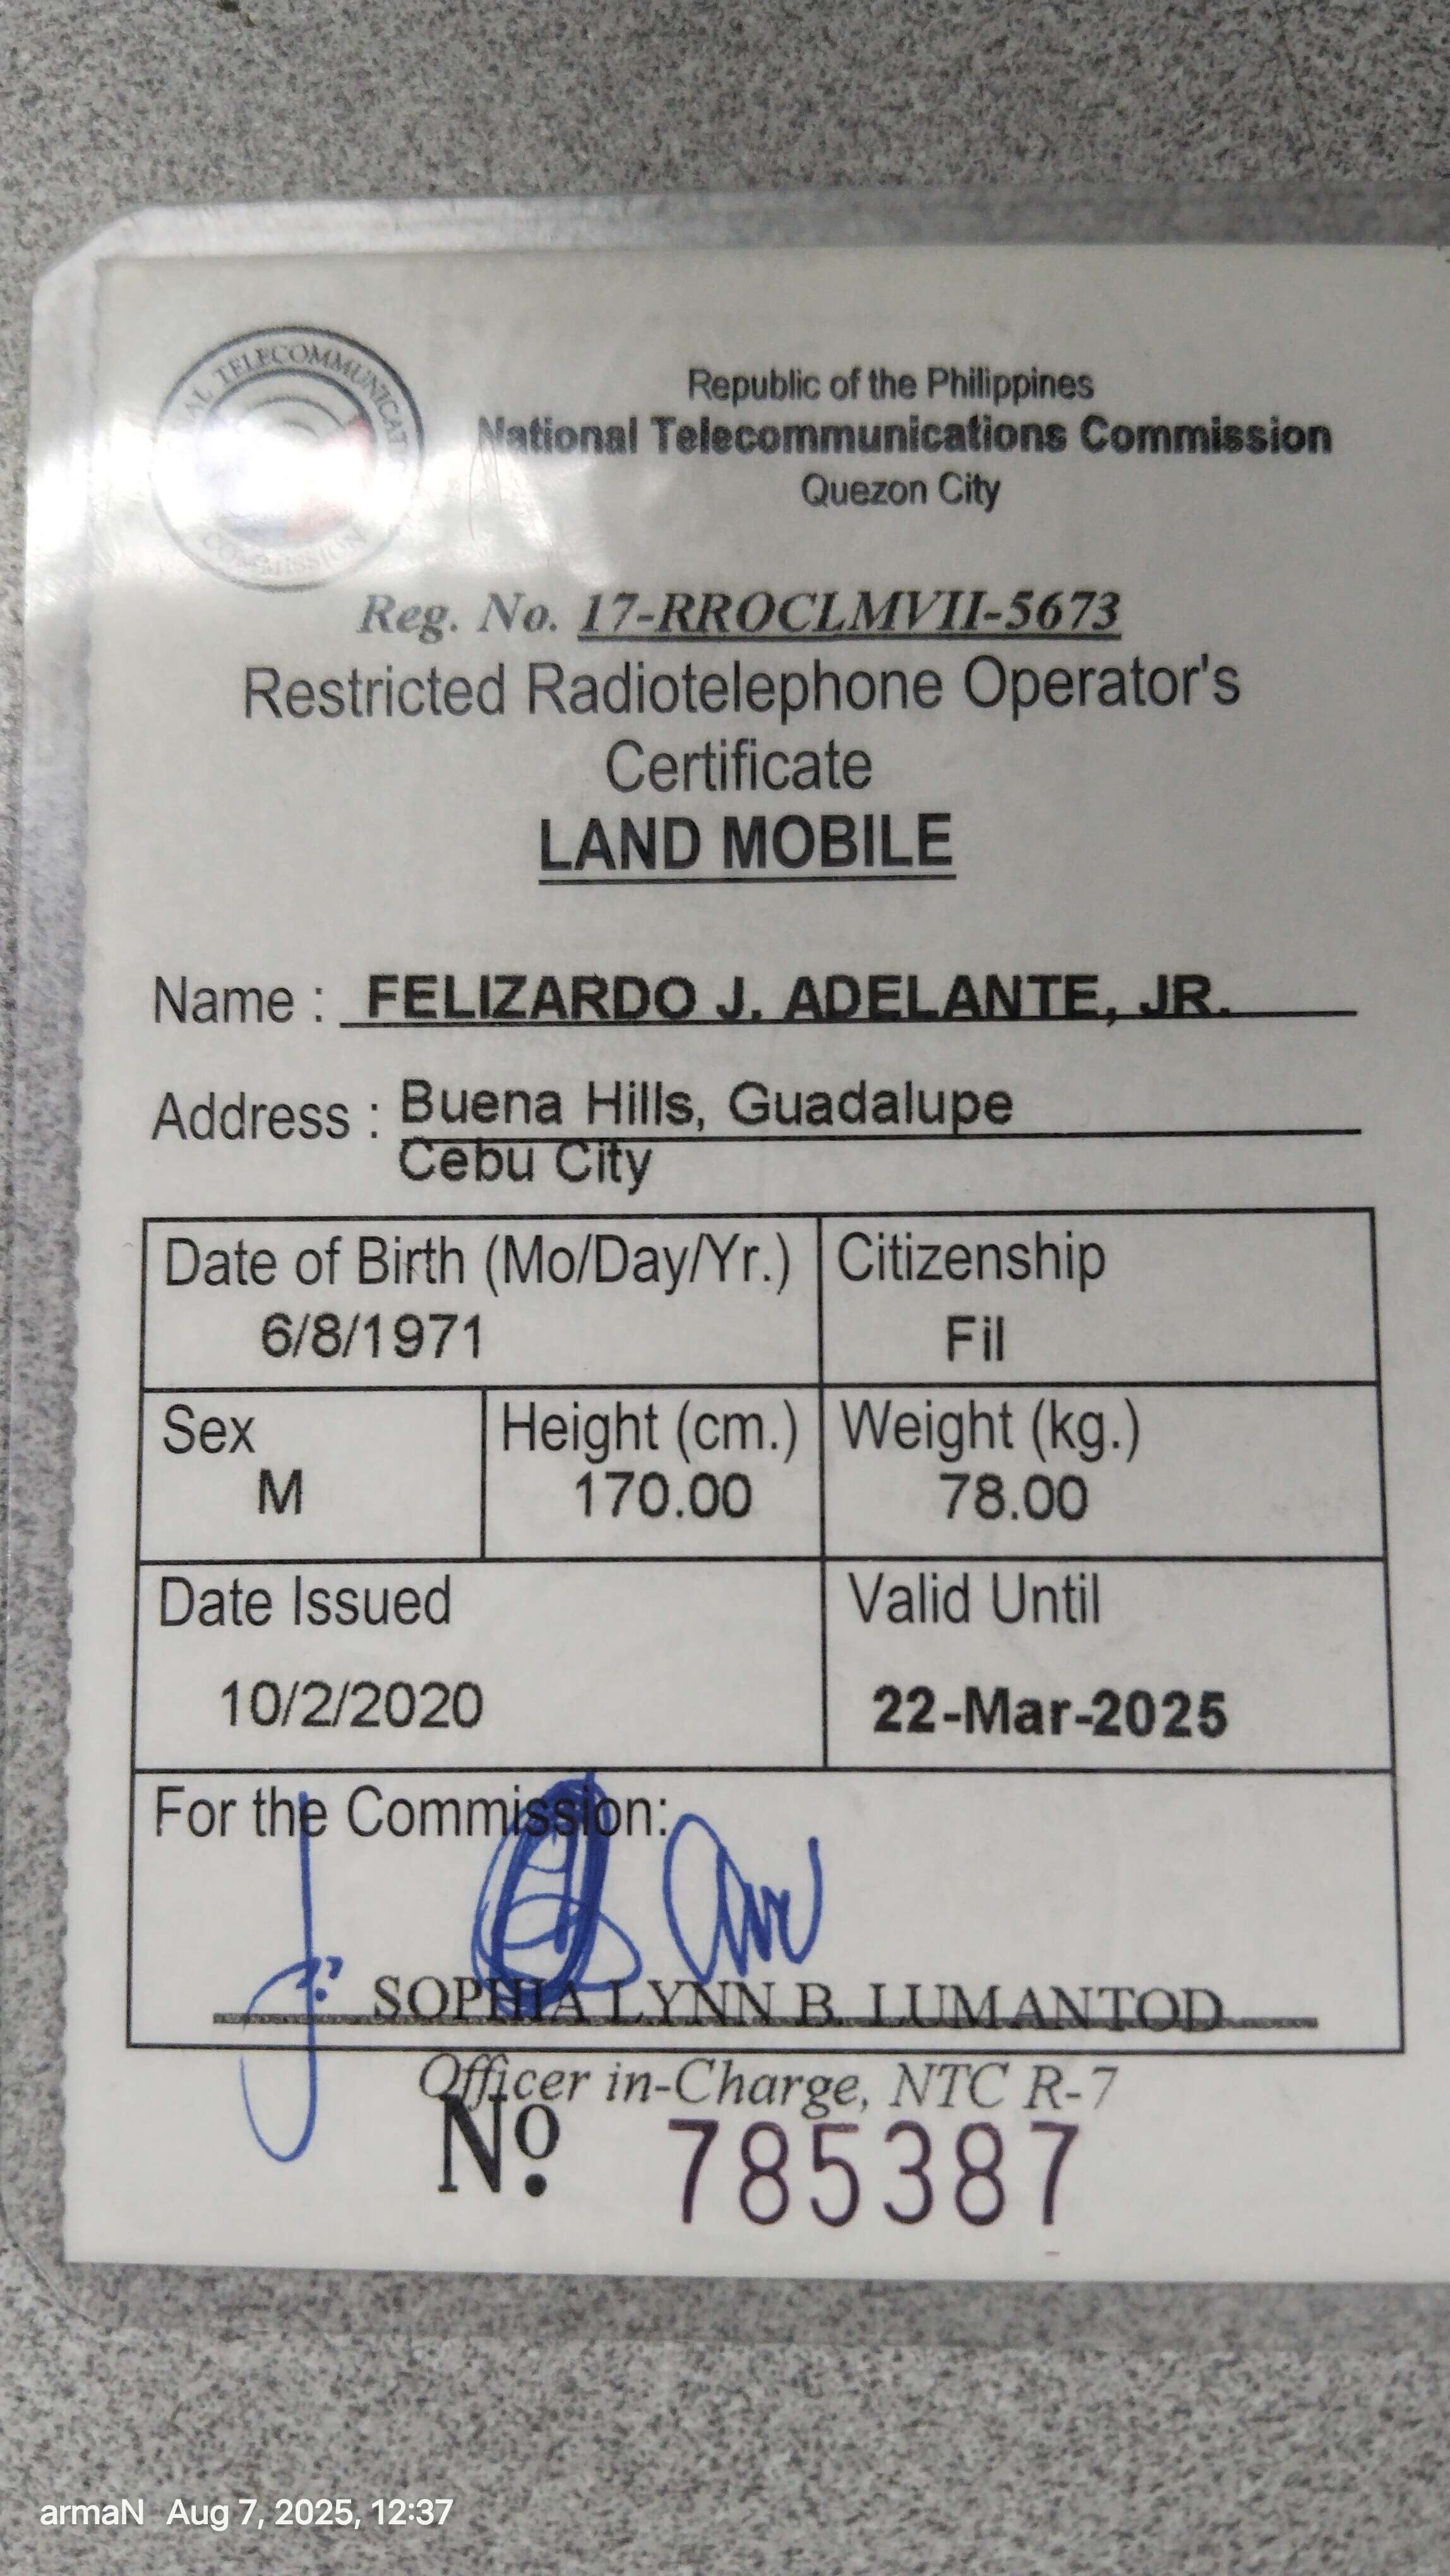 Republic of the Philippines
National Telecommunications Commission
Quezon City
AL TELECOMMUNICAT
COMMISSION
Reg. No. 17-RROCLMVII-5673
Restricted Radiotelephone Operator's
Certificate
LAND MOBILE
Name : FELIZARDO J. ADELANTE, JR.
Address : Buena Hills, Guadalupe
Cebu City
Date of Birth (Mo/Day/Yr.) Citizenship
6/8/1971 Fil
Sex Height (cm.) Weight (kg.)
M 170.00 78.00
Date Issued Valid Until
10/2/2020 22-Mar-2025
For the Commission:
SOPHIA LYNN B. LUMANTOD
Officer in-Charge, NTC R-7
Nº. 785387
armaN Aug 7, 2025, 12:37